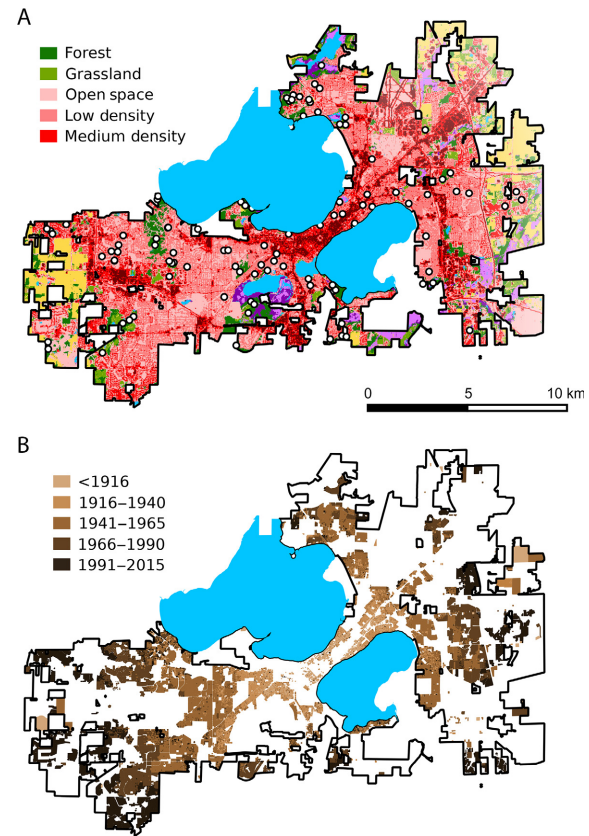 A
Forest
Grassland
Open space
Low density
Medium density
0 5 10 km
B
<1916
1916–1940
1941–1965
1966–1990
1991–2015